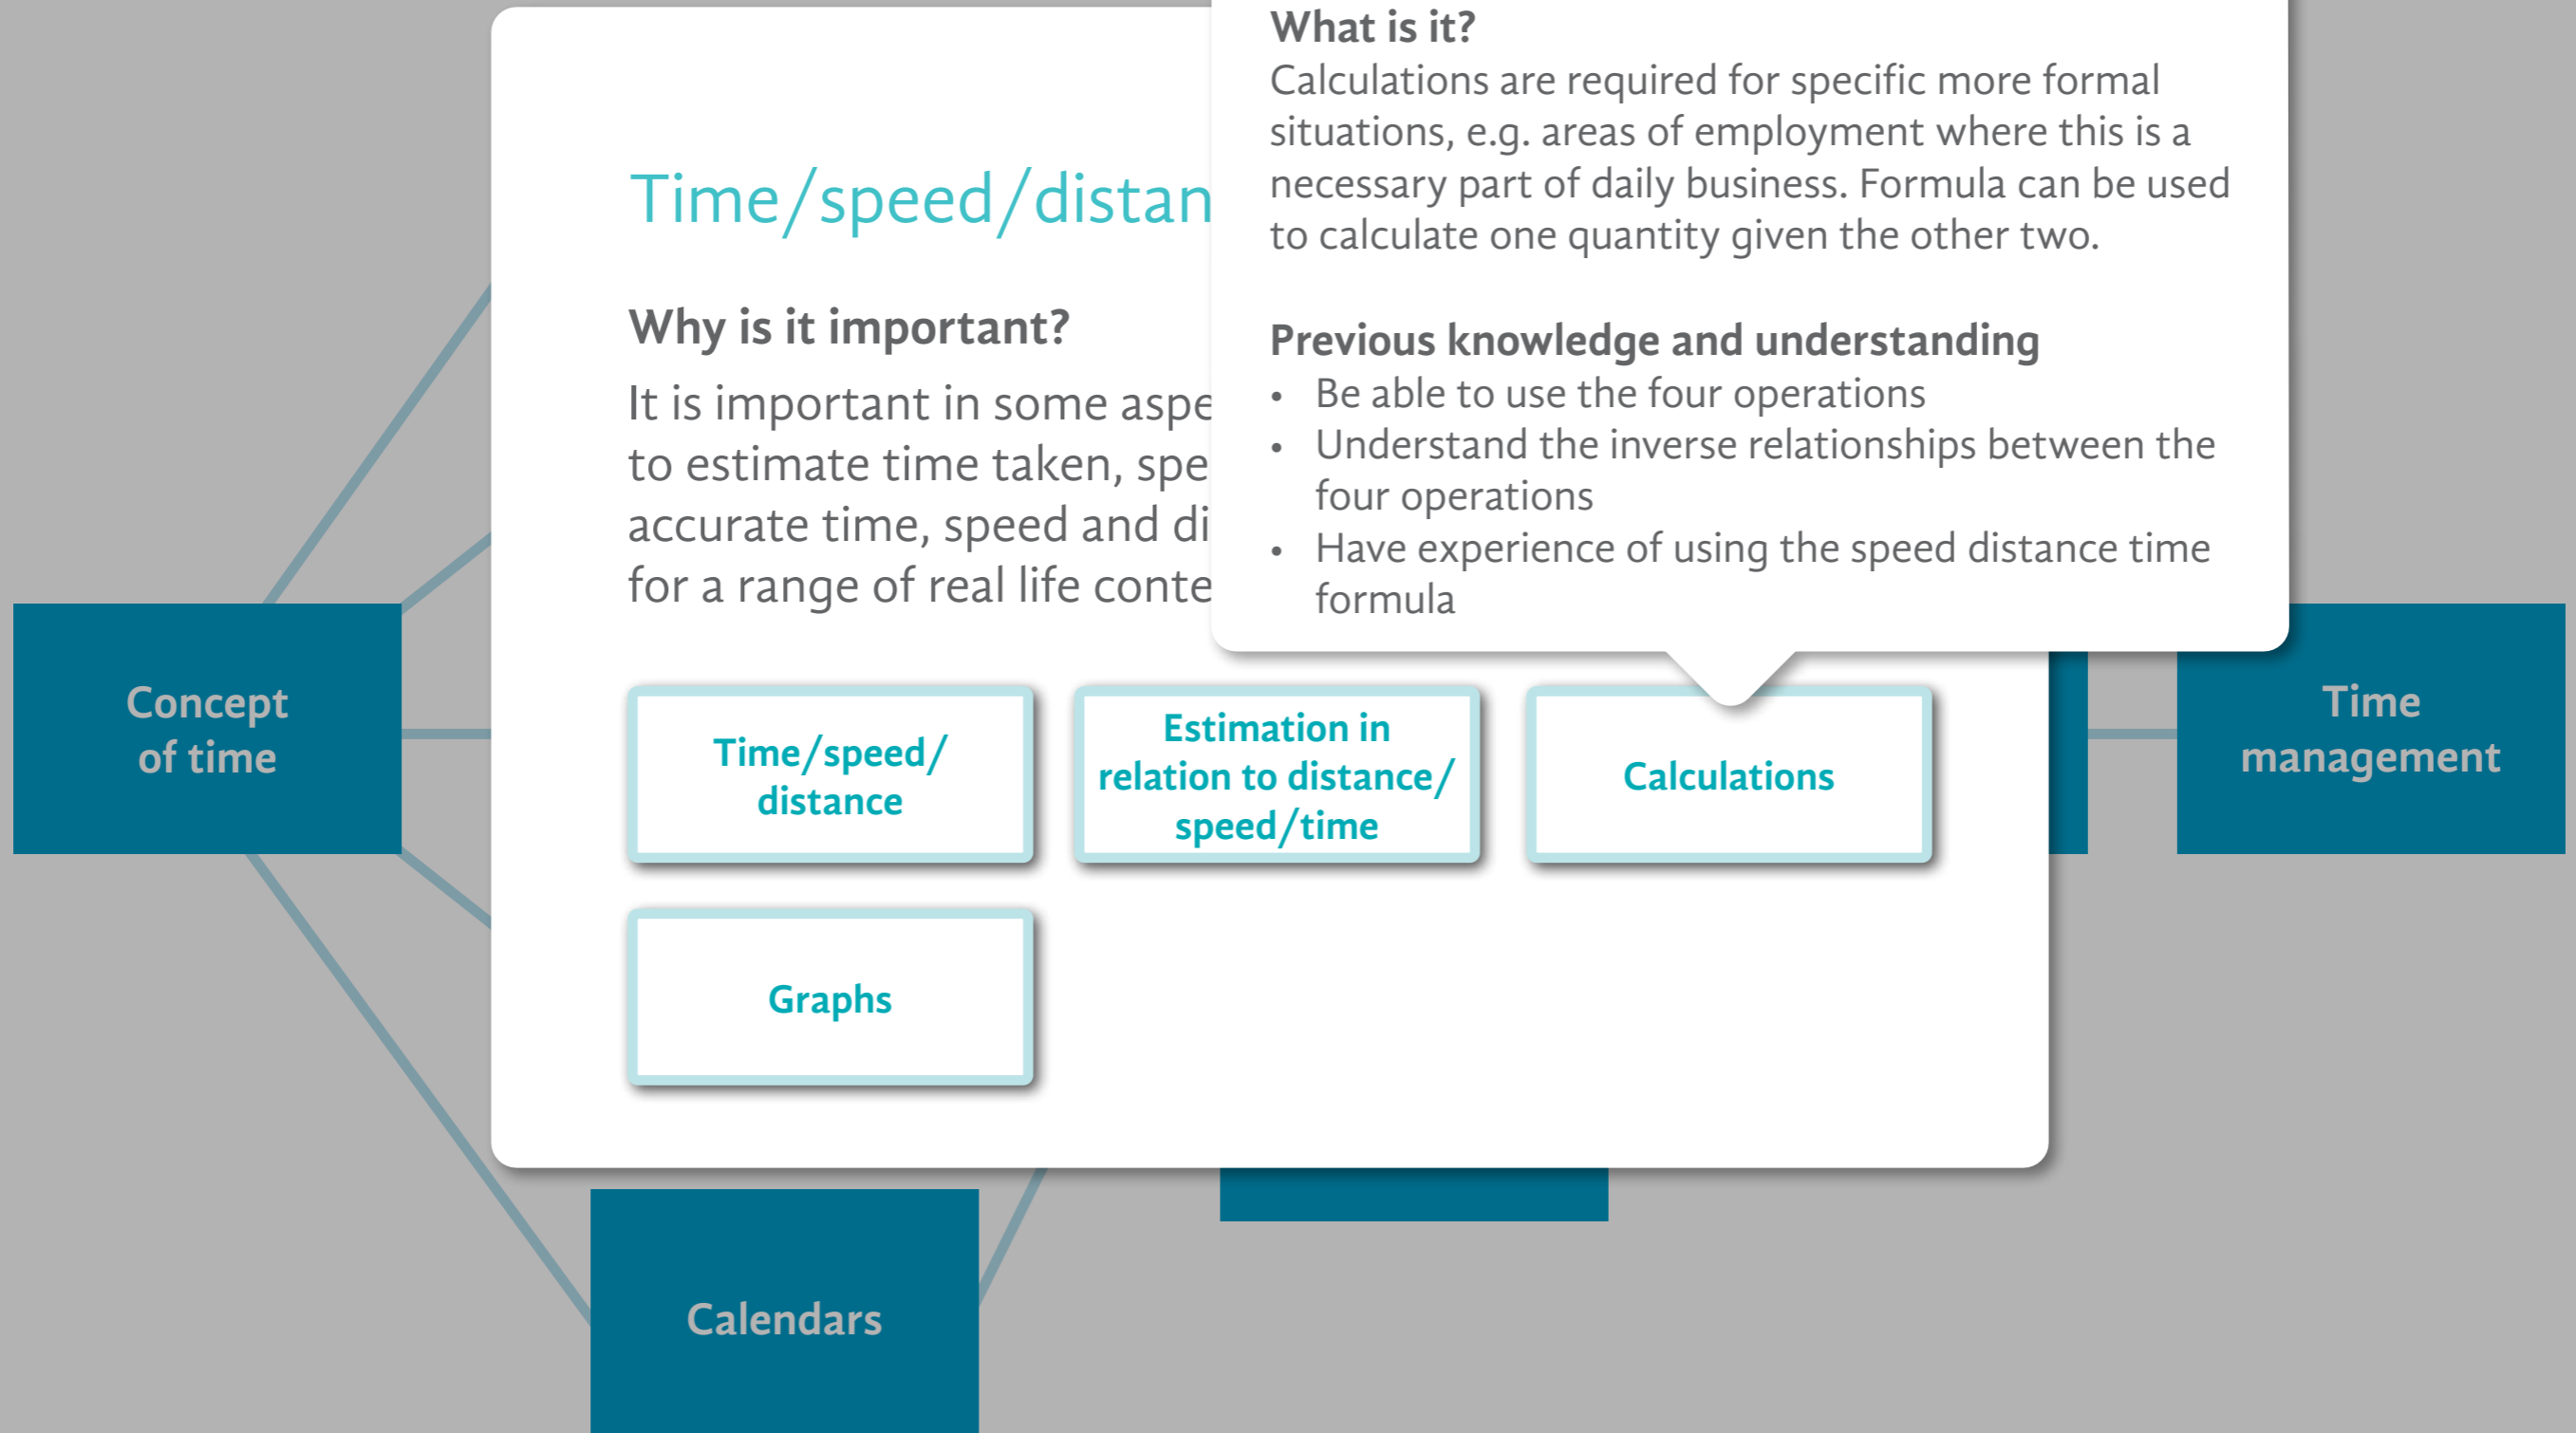 What is it?
Calculations are required for specific more formal
situations, e.g. areas of employment where this is a
necessary part of daily business. Formula can be used
to calculate one quantity given the other two.
Previous knowledge and understanding
• Be able to use the four operations
• Understand the inverse relationships between the
four operations
• Have experience of using the speed distance time
formula
Time/speed/distan
Why is it important?
It is important in some aspe
to estimate time taken, spe
accurate time, speed and di
for a range of real life conte
Concept
of time
Time/speed/
distance
Estimation in
relation to distance/
speed/time
Calculations
Time
management
Graphs
Calendars